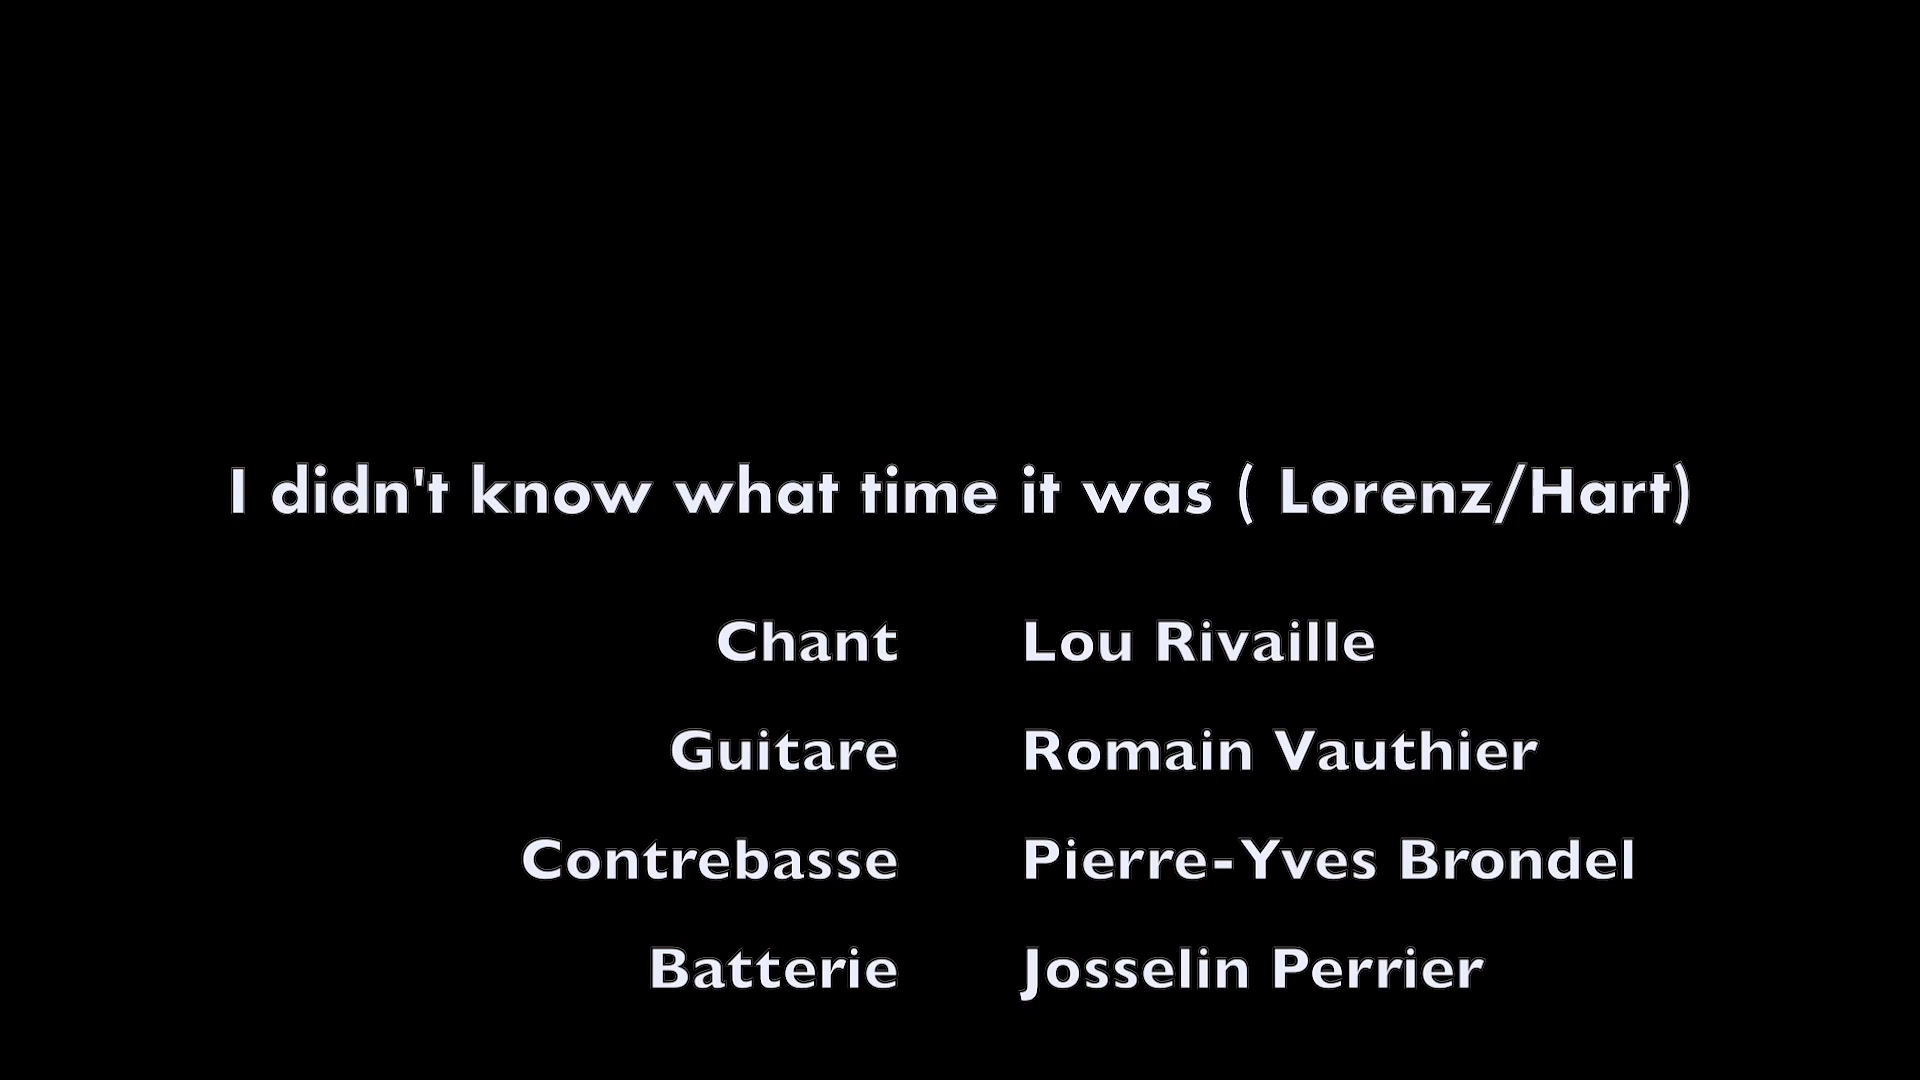 I didn't know what time it was ( Lorenz/Hart)
Chant Lou Rivaille
Guitare Romain Vauthier
Contrebasse Pierre-Yves Brondel
Batterie Josselin Perrier